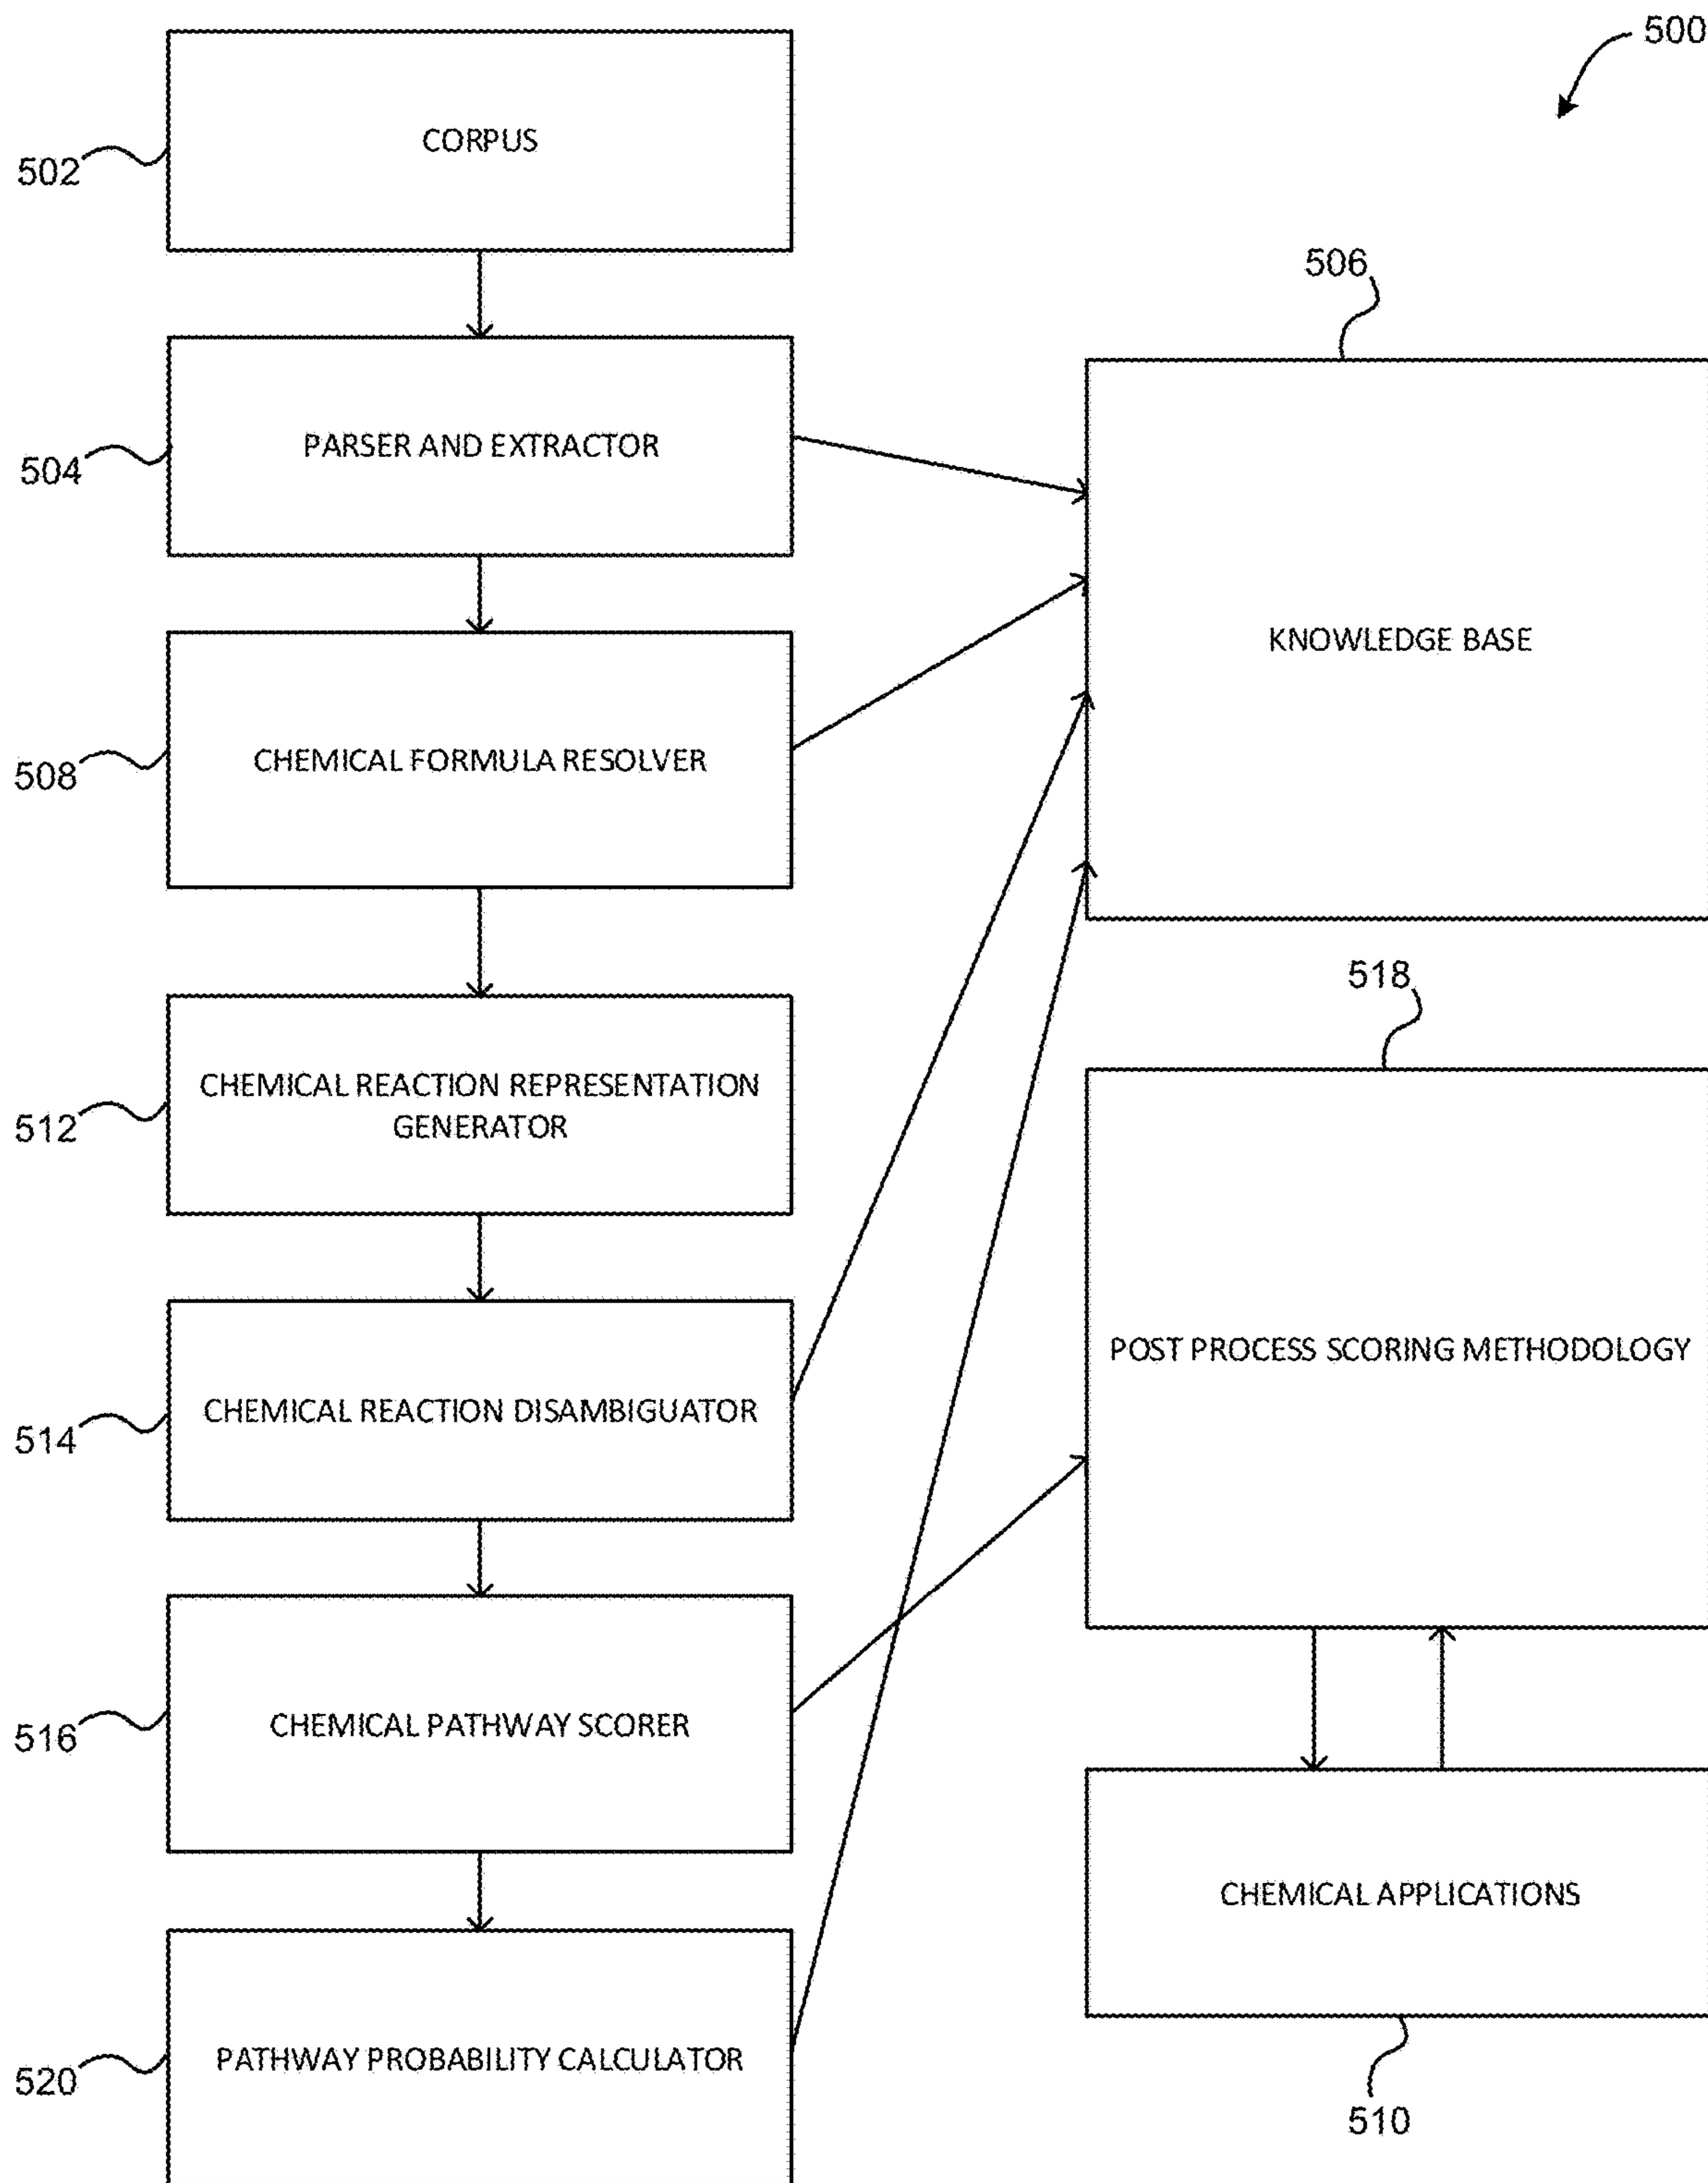 500
CORPUS
502
506
PARSER AND EXTRACTOR
504
KNOWLEDGE BASE
CHEMICAL FORMULA RESOLVER
508
518
CHEMICAL REACTION REPRESENTATION
GENERATOR
512
POST PROCESS SCORING METHODOLOGY
CHEMICAL REACTION DISAMBIGUATOR
514
CHEMICAL PATHWAY SCORER
516
CHEMICAL APPLICATIONS
PATHWAY PROBABILITY CALCULATOR
520
510